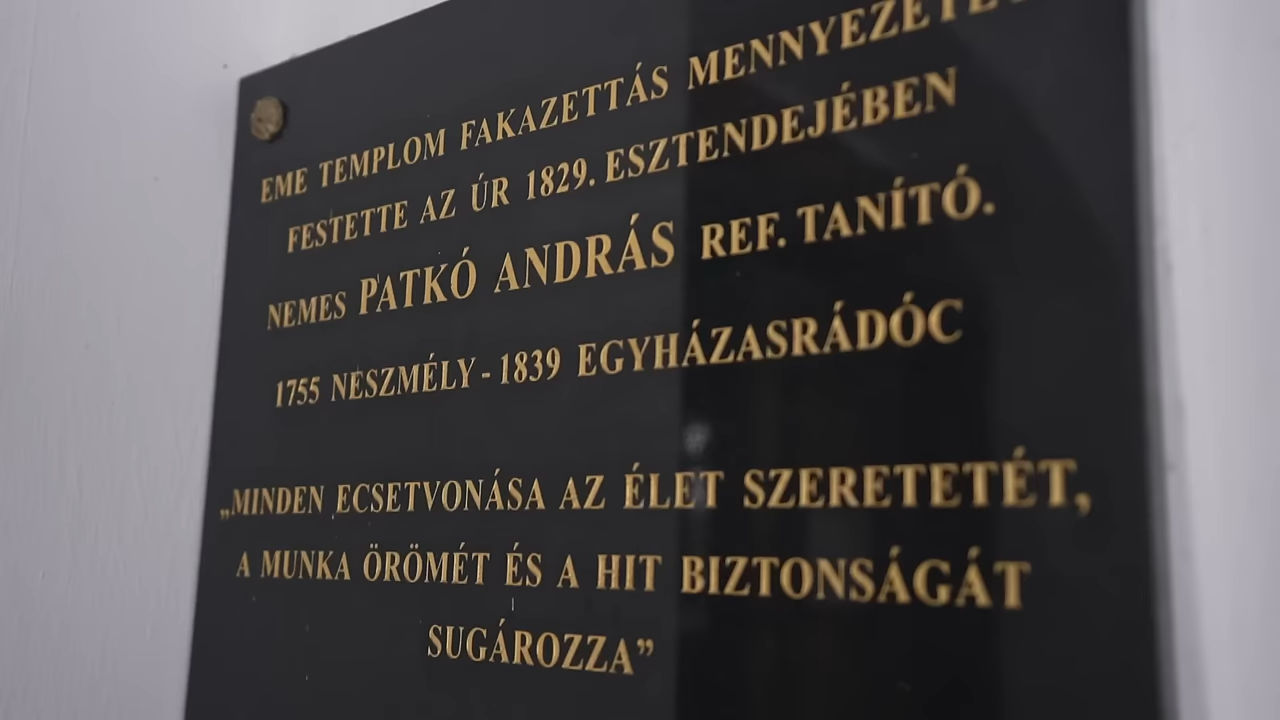 EME TEMPLOM FAKAZETTÁS MENNYEZETÉT
FESTETTE AZ ÚR 1829. ESZTENDEJÉBEN
NEMES PATKÓ ANDRÁS REF. TANÍTÓ.
1755 NESZMÉLY - 1839 EGYHÁZASRÁDÓC
„MINDEN ECSETVONÁSA AZ ÉLET SZERETETÉT,
A MUNKA ÖRÖMÉT ÉS A HIT BIZTONSÁGÁT
SUGÁROZZA”